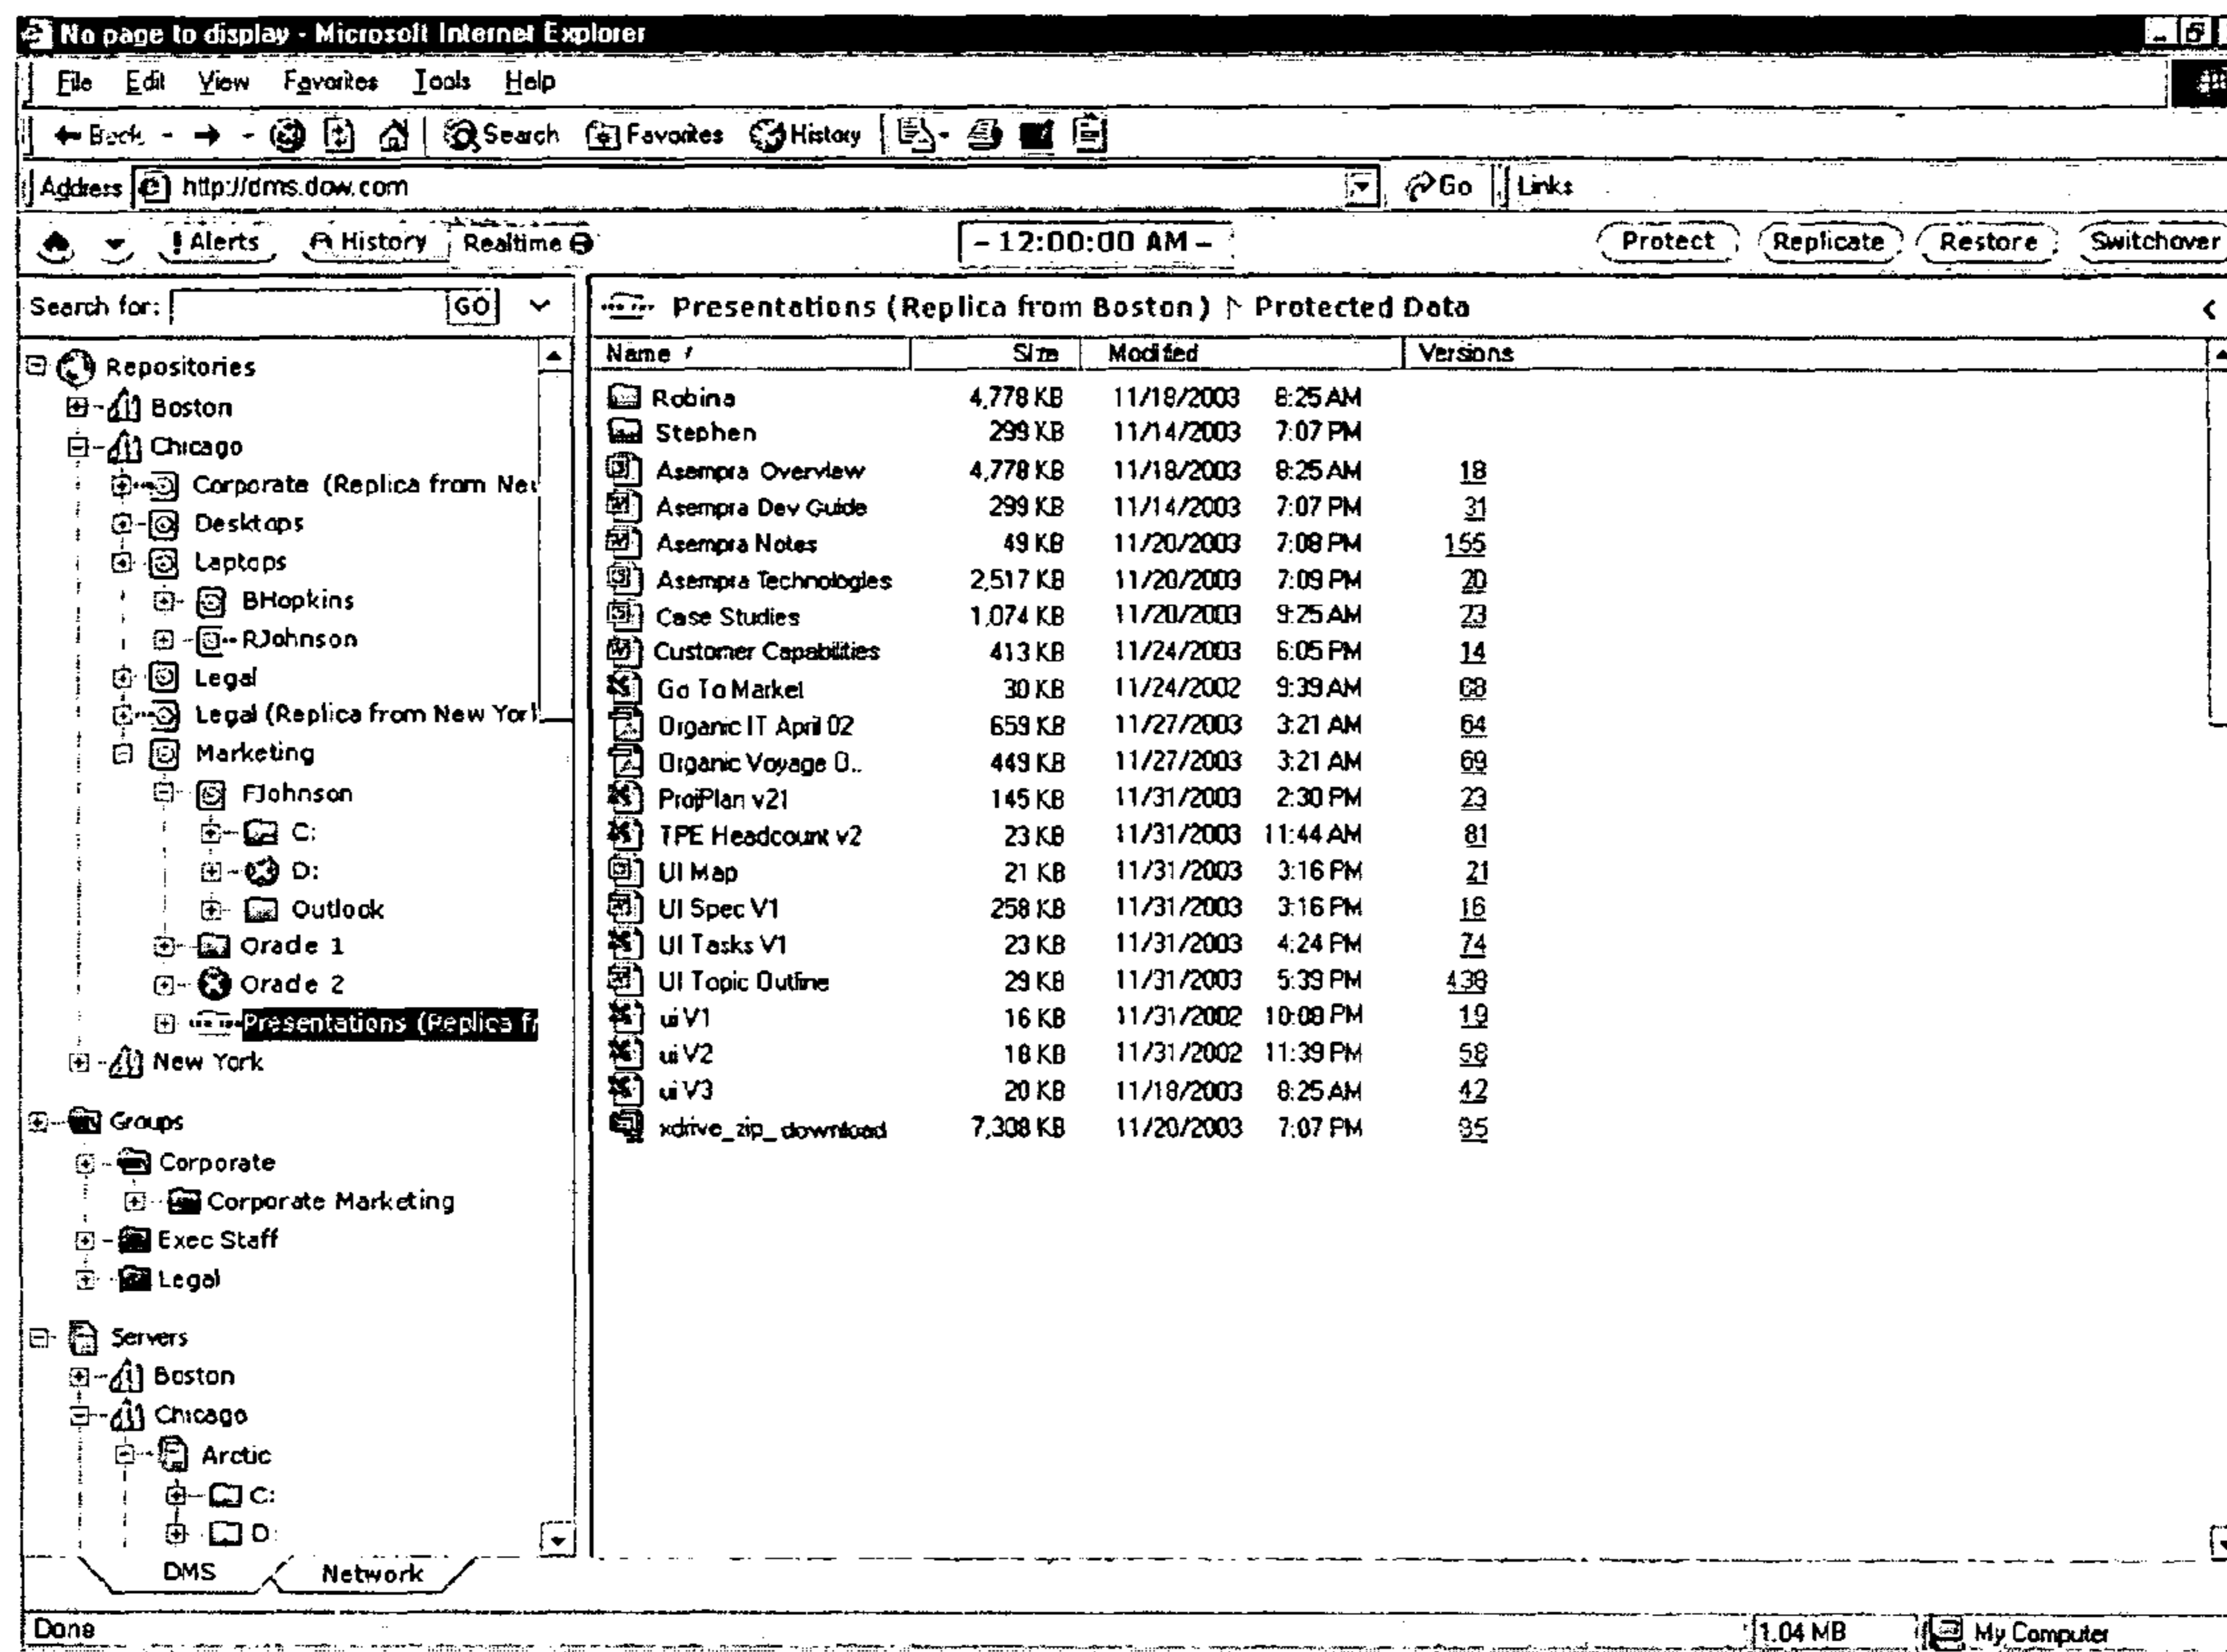 No page to display - Microsoft Internet Explorer
File Edit View Favorites Tools Help
Back Search Favorites History
Address http://dms.dow.com Go Links
Alerts History Realtime - 12:00:00 AM - Protect Replicate Restore Switchover
Search for: GO
Presentations (Replica from Boston) Protected Data
Name Size Modified Versions
Repositories
Boston
Chicago
Corporate (Replica from Ne
Desktops
Laptops
BHopkins
RJohnson
Legal
Legal (Replica from New Yor
Marketing
FJohnson
C:
D:
Outlook
Orade 1
Orade 2
Presentations (Replica fr
New York
Groups
Corporate
Corporate Marketing
Exec Staff
Legal
Servers
Boston
Chicago
Arctic
C:
D:
DMS Network
Robina 4,778 KB 11/18/2003 8:25 AM
Stephen 299 KB 11/14/2003 7:07 PM
Asempra Overview 4,778 KB 11/18/2003 8:25 AM 18
Asempra Dev Guide 299 KB 11/14/2003 7:07 PM 31
Asempra Notes 49 KB 11/20/2003 7:08 PM 155
Asempra Technologies 2,517 KB 11/20/2003 7:09 PM 20
Case Studies 1,074 KB 11/20/2003 9:25 AM 23
Customer Capabilities 413 KB 11/24/2003 6:05 PM 14
Go To Market 30 KB 11/24/2002 9:39 AM 68
Organic IT April 02 659 KB 11/27/2003 3:21 AM 64
Organic Voyage 0.. 449 KB 11/27/2003 3:21 AM 69
ProjPlan v21 145 KB 11/31/2003 2:30 PM 23
TPE Headcount v2 23 KB 11/31/2003 11:44 AM 81
UI Map 21 KB 11/31/2003 3:16 PM 21
UI Spec V1 258 KB 11/31/2003 3:16 PM 16
UI Tasks V1 23 KB 11/31/2003 4:24 PM 74
UI Topic Outline 29 KB 11/31/2003 5:39 PM 438
ui V1 16 KB 11/31/2002 10:08 PM 19
ui V2 18 KB 11/31/2002 11:39 PM 58
ui V3 20 KB 11/18/2003 8:25 AM 42
xdrive_zip_download 7,308 KB 11/20/2003 7:07 PM 95
Done 1.04 MB My Computer